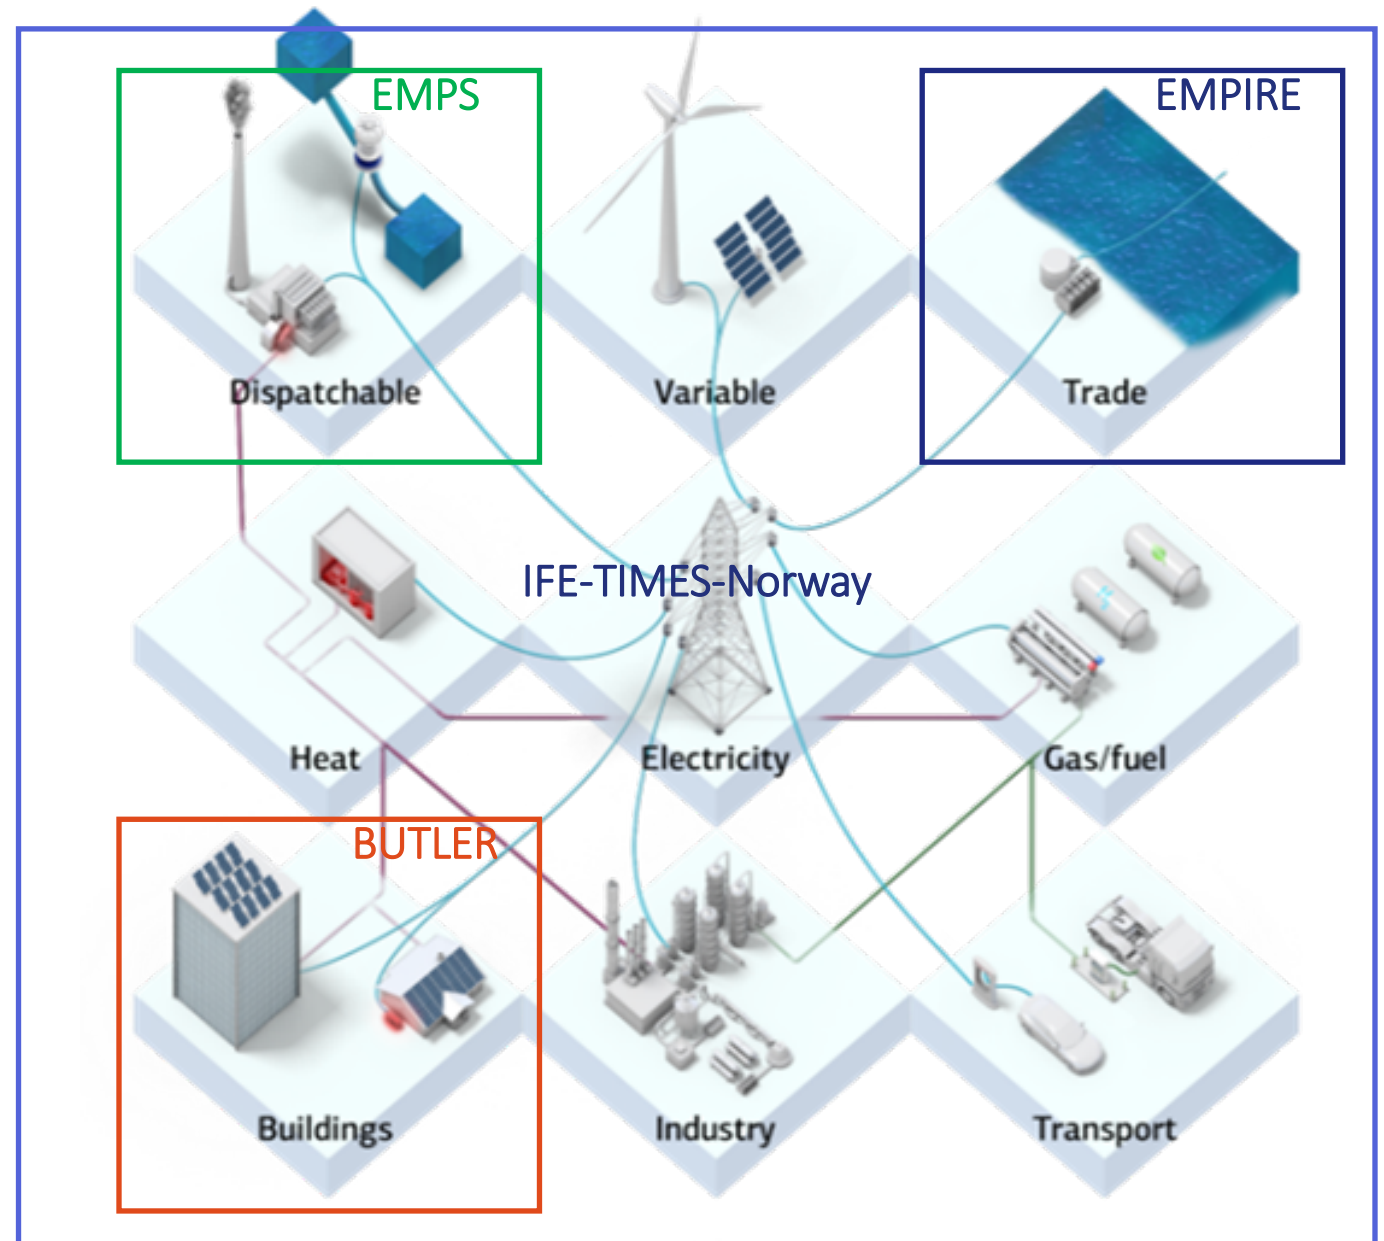 EMPS
EMPIRE
Dispatchable
Variable
Trade
IFE-TIMES-Norway
Heat
Electricity
Gas/fuel
BUTLER
Buildings
Industry
Transport